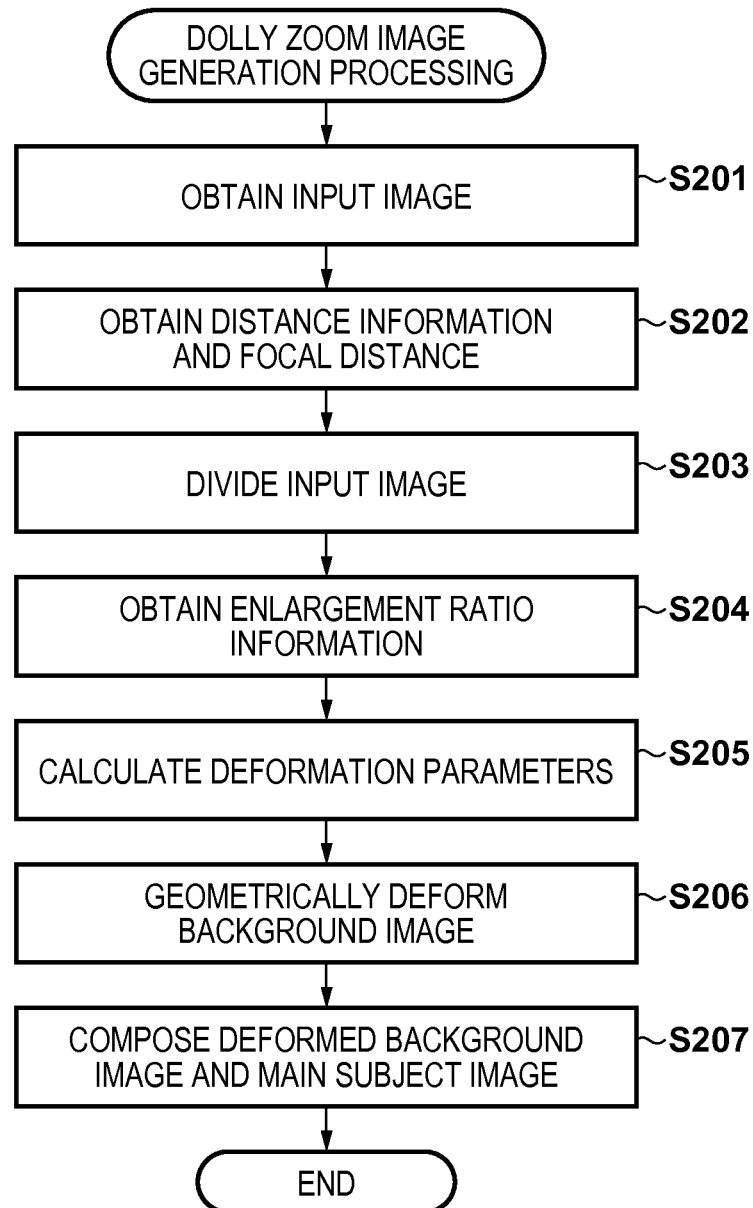 DOLLY ZOOM IMAGE
GENERATION PROCESSING
OBTAIN INPUT IMAGE
S201
OBTAIN DISTANCE INFORMATION
AND FOCAL DISTANCE
S202
DIVIDE INPUT IMAGE
S203
OBTAIN ENLARGEMENT RATIO
INFORMATION
S204
CALCULATE DEFORMATION PARAMETERS
S205
GEOMETRICALLY DEFORM
BACKGROUND IMAGE
S206
COMPOSE DEFORMED BACKGROUND
IMAGE AND MAIN SUBJECT IMAGE
S207
END